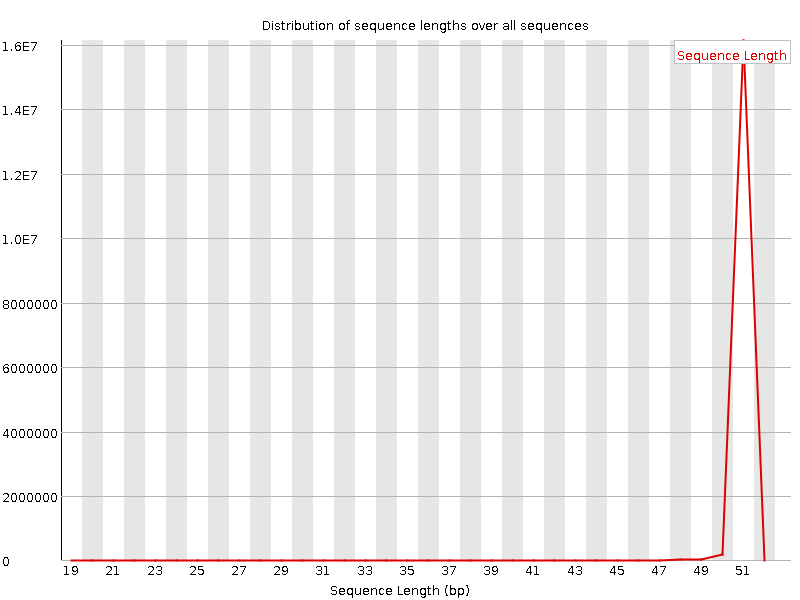 Distribution of sequence lengths over all sequences
Sequence Length
1.6E7
1.4E7
1.2E7
1.0E7
8000000
6000000
4000000
2000000
0
19 21 23 25 27 29 31 33 35 37 39 41 43 45 47 49 51
Sequence Length (bp)